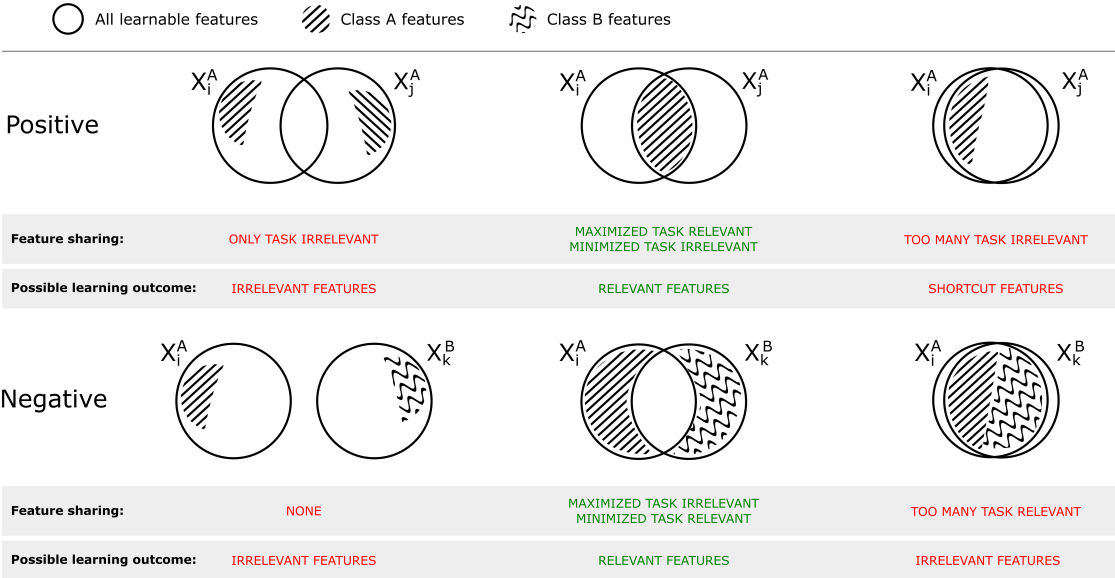 All learnable features Class A features Class B features
X_i^A X_j^A X_i^A X_j^A X_i^A X_j^A
Positive
Feature sharing: ONLY TASK IRRELEVANT MAXIMIZED TASK RELEVANT MINIMIZED TASK IRRELEVANT TOO MANY TASK IRRELEVANT
Possible learning outcome: IRRELEVANT FEATURES RELEVANT FEATURES SHORTCUT FEATURES
X_i^A X_k^B X_i^A X_k^B X_i^A X_k^B
Negative
Feature sharing: NONE MAXIMIZED TASK IRRELEVANT MINIMIZED TASK RELEVANT TOO MANY TASK RELEVANT
Possible learning outcome: IRRELEVANT FEATURES RELEVANT FEATURES IRRELEVANT FEATURES